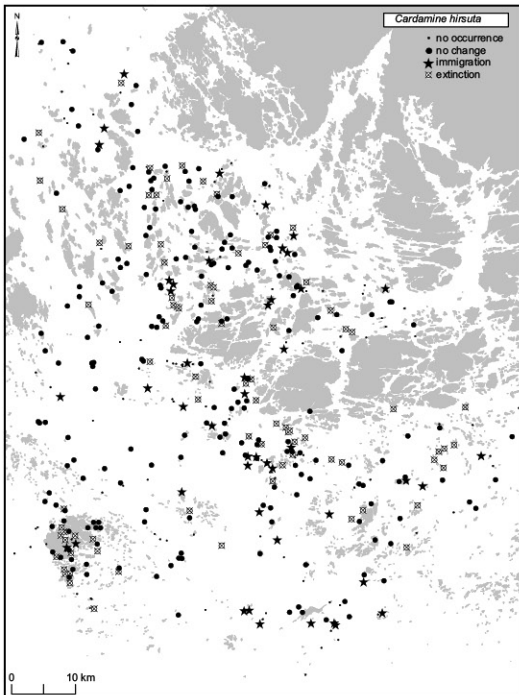 N
Cardamine hirsuta
no occurrence
no change
immigration
extinction
0 10 km